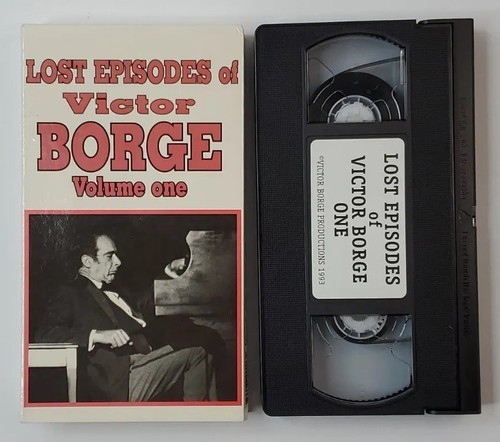 LOST EPISODES of
Victor
BORGE
Volume one
LOST EPISODES
of
VICTOR BORGE
ONE
©VICTOR BORGE PRODUCTIONS 1993